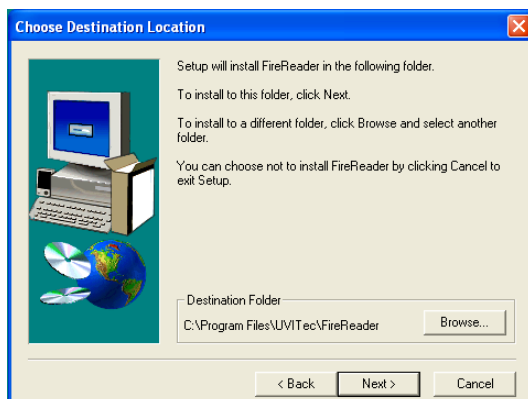 Choose Destination Location
Setup will install FireReader in the following folder.
To install to this folder, click Next.
To install to a different folder, click Browse and select another
folder.
You can choose not to install FireReader by clicking Cancel to
exit Setup.
Destination Folder
C:\Program Files\UVITec\FireReader
Browse...
< Back
Next >
Cancel